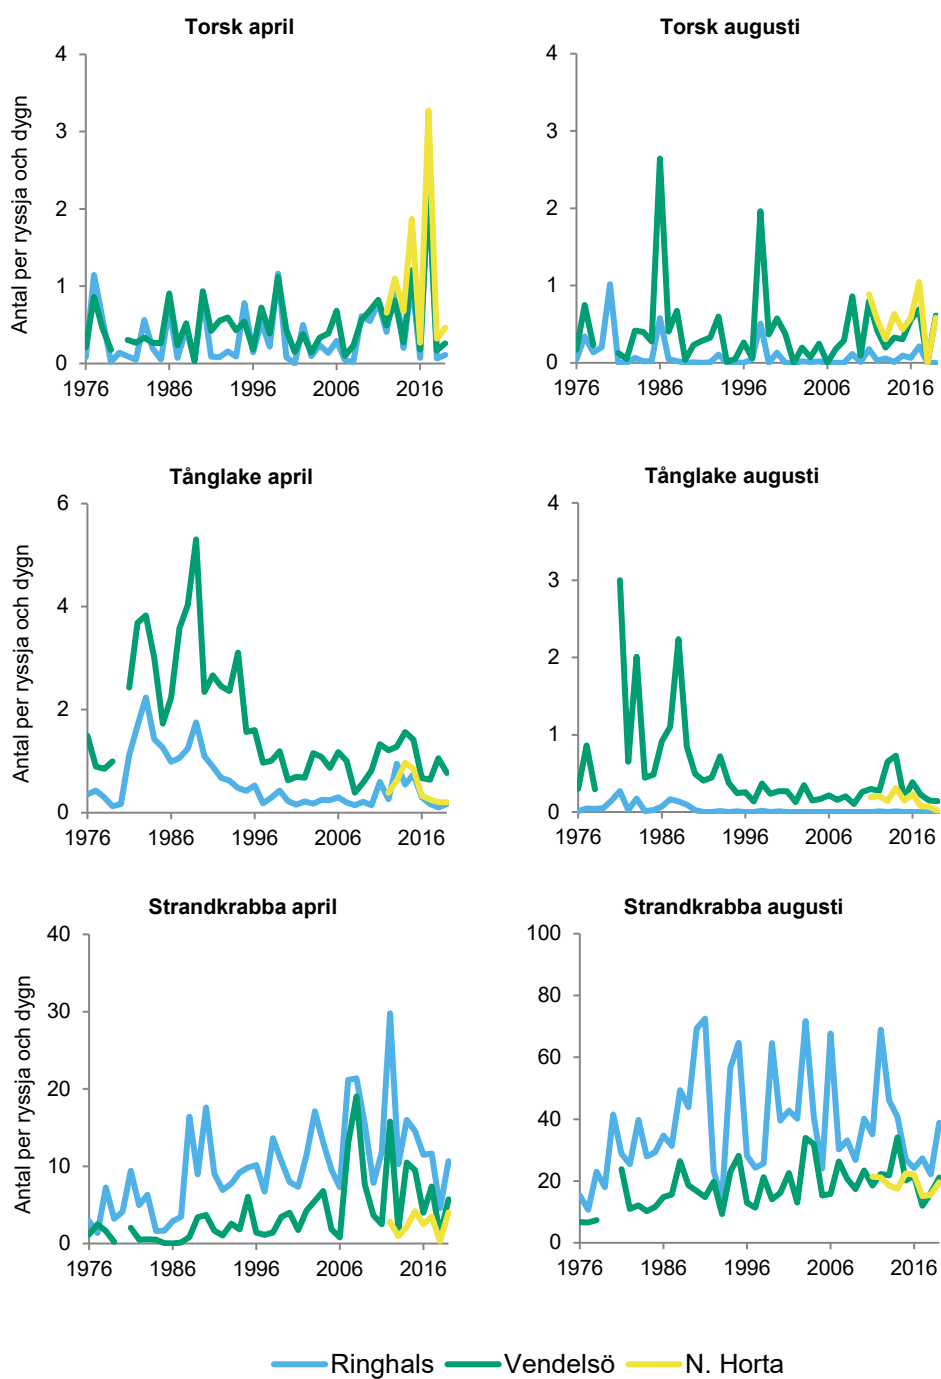 Torsk april
Antal per ryssja och dygn
4
3
2
1
0
1976 1986 1996 2006 2016
Torsk augusti
4
3
2
1
0
1976 1986 1996 2006 2016
Tånglake april
Antal per ryssja och dygn
6
4
2
0
1976 1986 1996 2006 2016
Tånglake augusti
4
3
2
1
0
1976 1986 1996 2006 2016
Strandkrabba april
Antal per ryssja och dygn
40
30
20
10
0
1976 1986 1996 2006 2016
Strandkrabba augusti
100
80
60
40
20
0
1976 1986 1996 2006 2016
Ringhals Vendelsö N. Horta